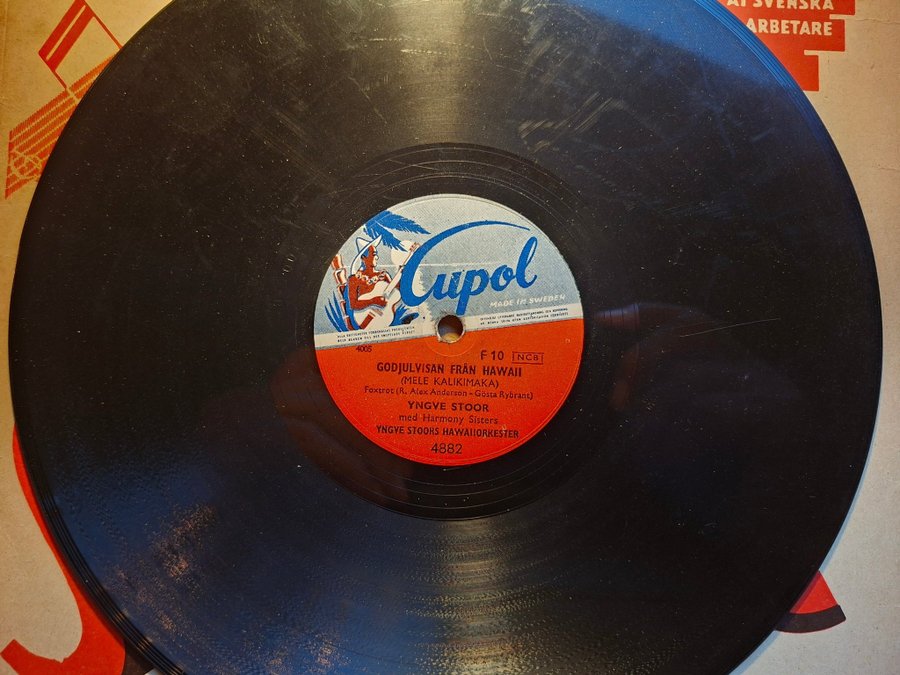 AT SVENSKA
ARBETARE
Cupol
MADE IN SWEDEN
4005
F 10 NCB
GODJULVISAN FRÅN HAWAII
(MELE KALIKIMAKA)
Foxtrot (R. Alex Anderson - Gösta Rybrant)
YNGVE STOOR
med Harmony Sisters
YNGVE STOORS HAWAIIORKESTER
4882